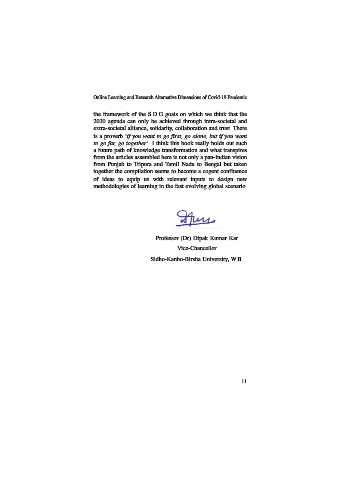 Online Learning and Research Alternative Dimensions of Covid-19 Pandemic
the framework of the S D G goals on which we think that the
2030 agenda can only be achieved through intra-societal and
extra-societal alliance, solidarity, collaboration and trust There
is a proverb "if you want to go first, go alone, but if you want
to go far, go together" I think this book really holds out such
a future path of knowledge transformation and what transpires
from the articles assembled here is not only a pan-Indian vision
from Punjab to Tripura and Tamil Nadu to Bengal but taken
together the compilation seems to become a cogent confluence
of ideas to equip us with relevant inputs to design new
methodologies of learning in the fast evolving global scenario
Professor (Dr) Dipak Kumar Kar
Vice-Chancellor
Sidho-Kanho-Birsha University, W B
11